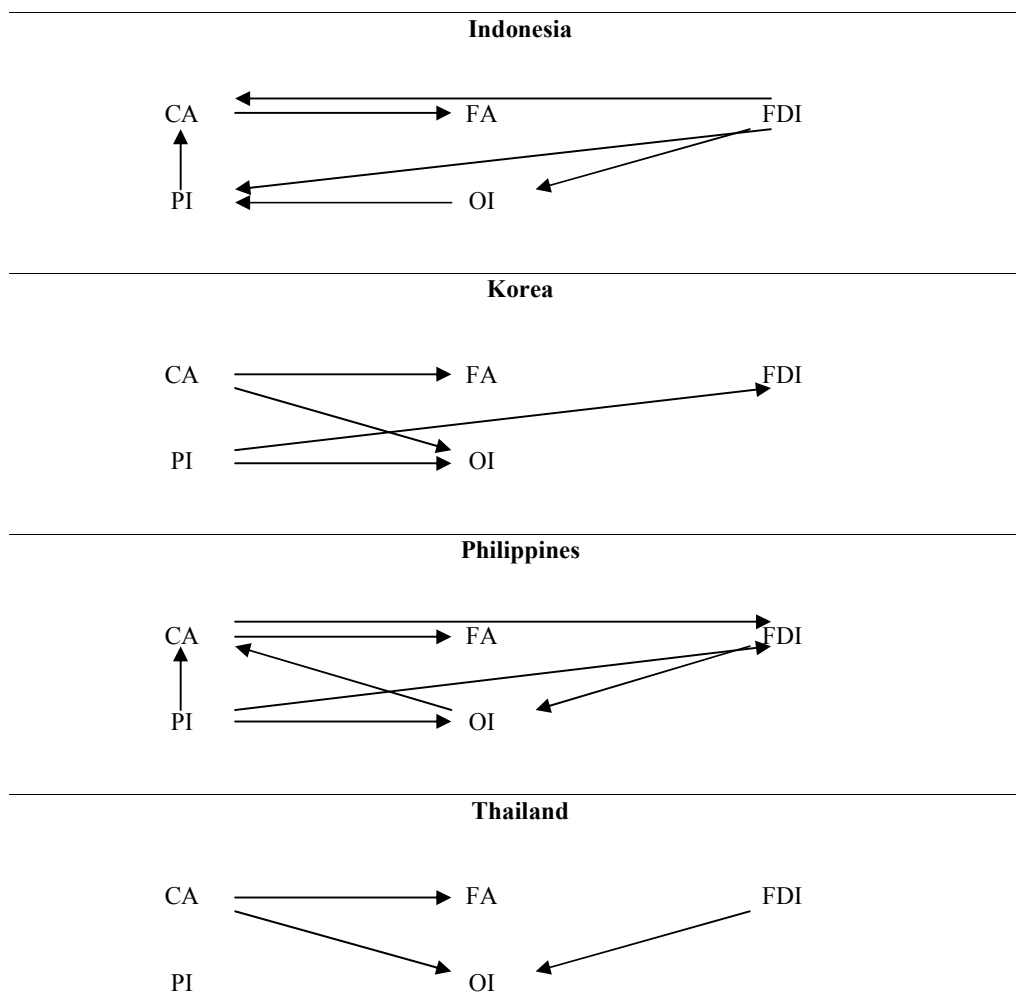 Indonesia
CA FA FDI
PI OI
Korea
CA FA FDI
PI OI
Philippines
CA FA FDI
PI OI
Thailand
CA FA FDI
PI OI